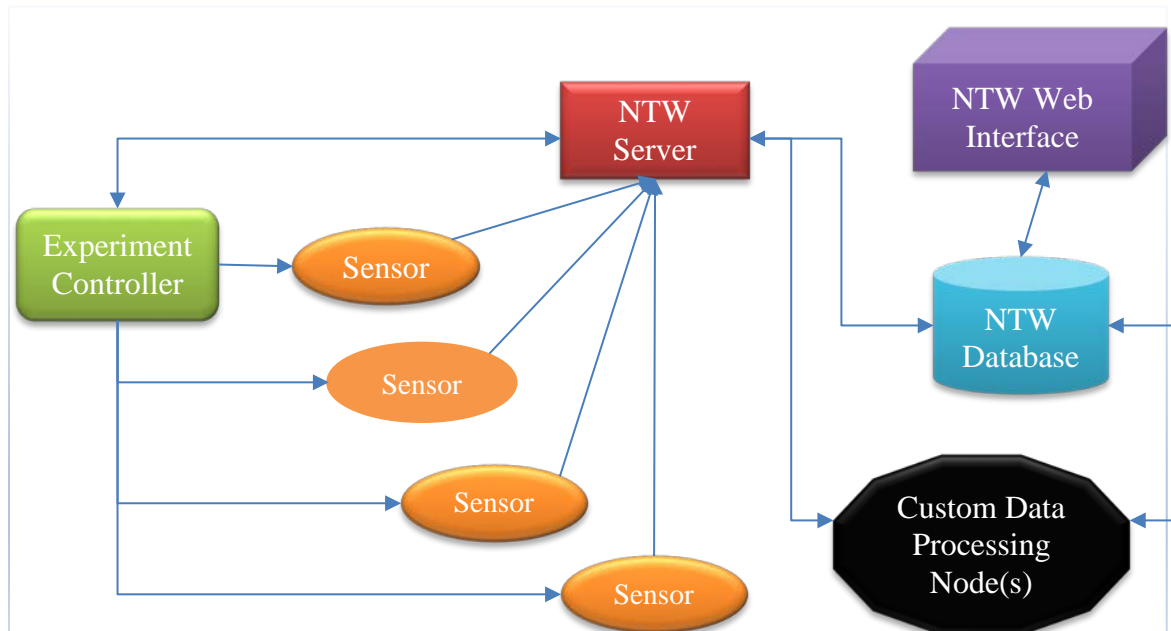 NTW
Server
NTW Web
Interface
Experiment
Controller
Sensor
NTW
Database
Sensor
Sensor
Custom Data
Processing
Node(s)
Sensor